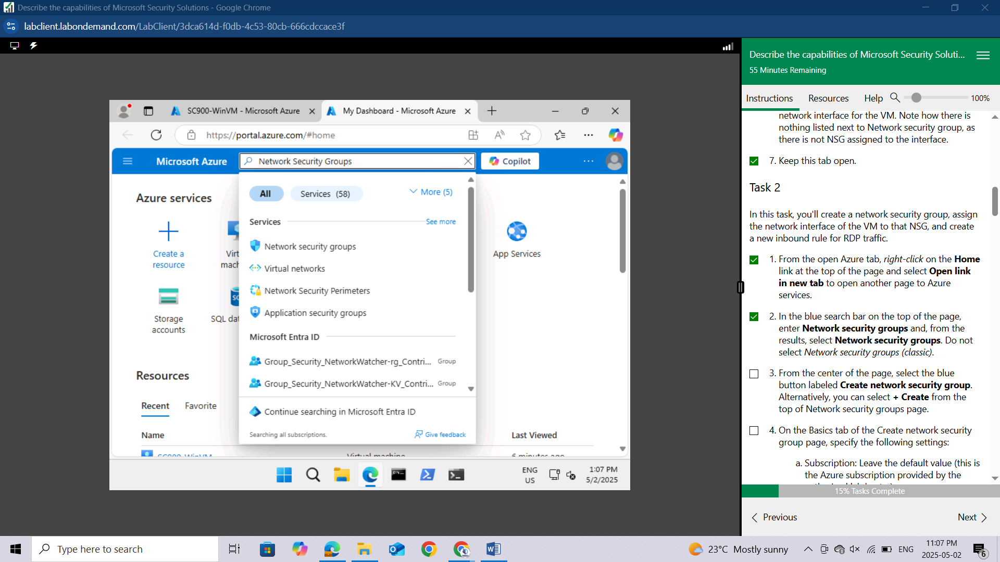 Describe the capabilities of Microsoft Security Solutions - Google Chrome
labclient.labondemand.com/LabClient/3dca614d-f0db-4c53-80cb-666cdccace3f
SC900-WinVM - Microsoft Azure
My Dashboard - Microsoft Azure
https://portal.azure.com/#home
Microsoft Azure
Network Security Groups
Copilot
All
Services (58)
More (5)
Services
See more
Network security groups
Virtual networks
Network Security Perimeters
Application security groups
Microsoft Entra ID
Group_Security_NetworkWatcher-rg_Contri... Group
Group_Security_NetworkWatcher-KV_Contri... Group
Continue searching in Microsoft Entra ID
Searching all subscriptions.
Give feedback
Azure services
Create a
resource
Virt
mach
App Services
Storage
accounts
SQL dat
Resources
Recent
Favorite
Name
Last Viewed
SC900-WinVM
Virtual machine
6 minutes ago
ENG
US
1:07 PM
5/2/2025
Describe the capabilities of Microsoft Security Soluti...
55 Minutes Remaining
Instructions
Resources
Help
100%
network interface for the VM. Note how there is
nothing listed next to Network security group, as
there is not NSG assigned to the interface.
7. Keep this tab open.
Task 2
In this task, you'll create a network security group, assign
the network interface of the VM to that NSG, and create
a new inbound rule for RDP traffic.
1. From the open Azure tab, right-click on the Home
link at the top of the page and select Open link
in new tab to open another page to Azure
services.
2. In the blue search bar on the top of the page,
enter Network security groups and, from the
results, select Network security groups. Do not
select Network security groups (classic).
3. From the center of the page, select the blue
button labeled Create network security group.
Alternatively, you can select + Create from the
top of Network security groups page.
4. On the Basics tab of the Create network security
group page, specify the following settings:
a. Subscription: Leave the default value (this is
the Azure subscription provided by the
15% Tasks Complete
Previous
Next
Type here to search
23°C Mostly sunny
ENG
11:07 PM
2025-05-02
6